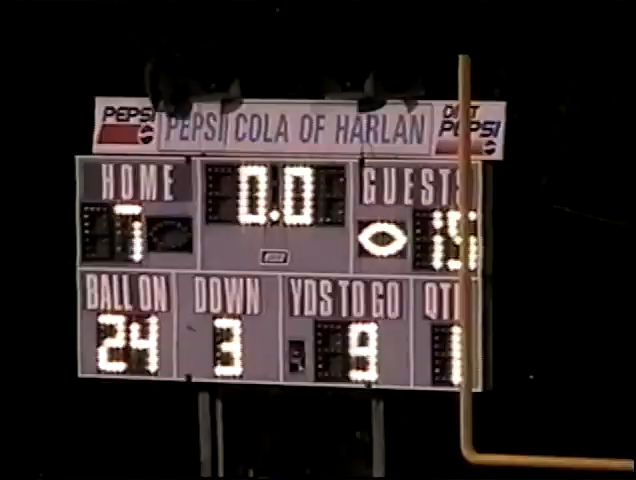 PEPSI PEPSI COLA OF HARLAN DIET PEPSI
HOME 0.0 GUESTS
7 15
BALL ON DOWN YDS TO GO QTR
24 3 9 1